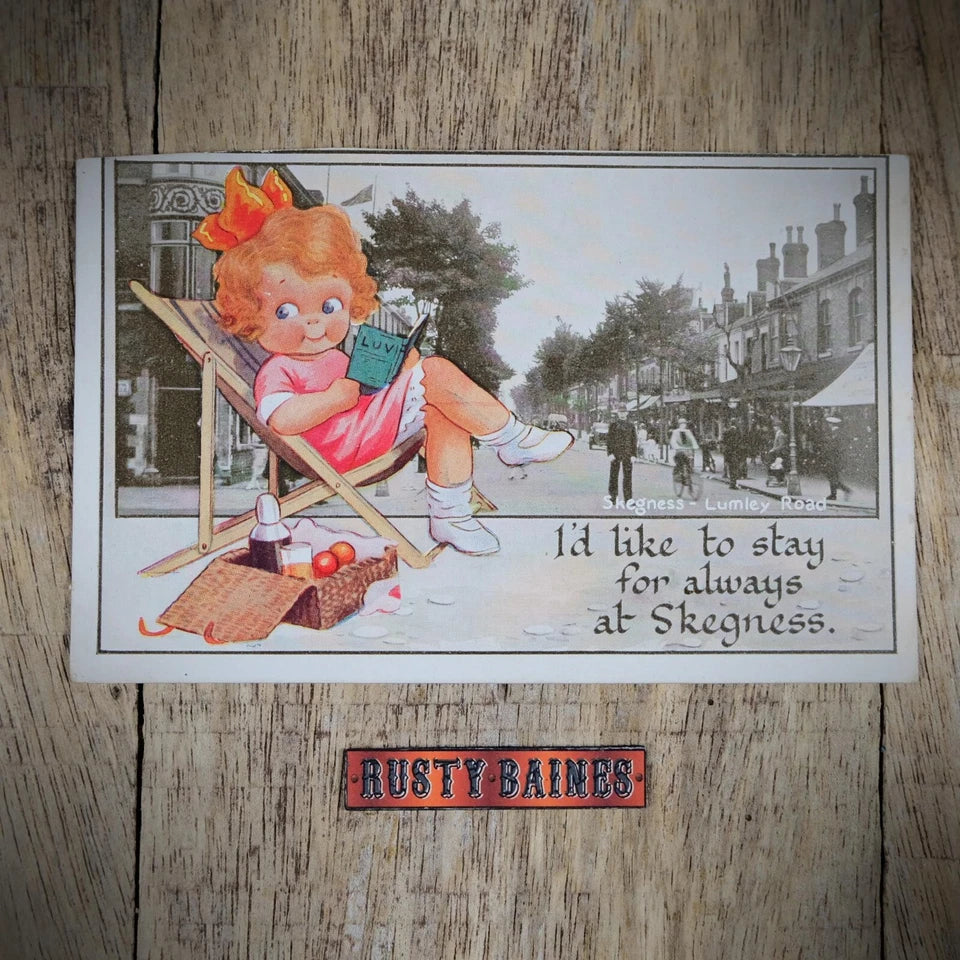 LUV
Skegness - Lumley Road
I'd like to stay
for always
at Skegness.
RUSTY·BAINES